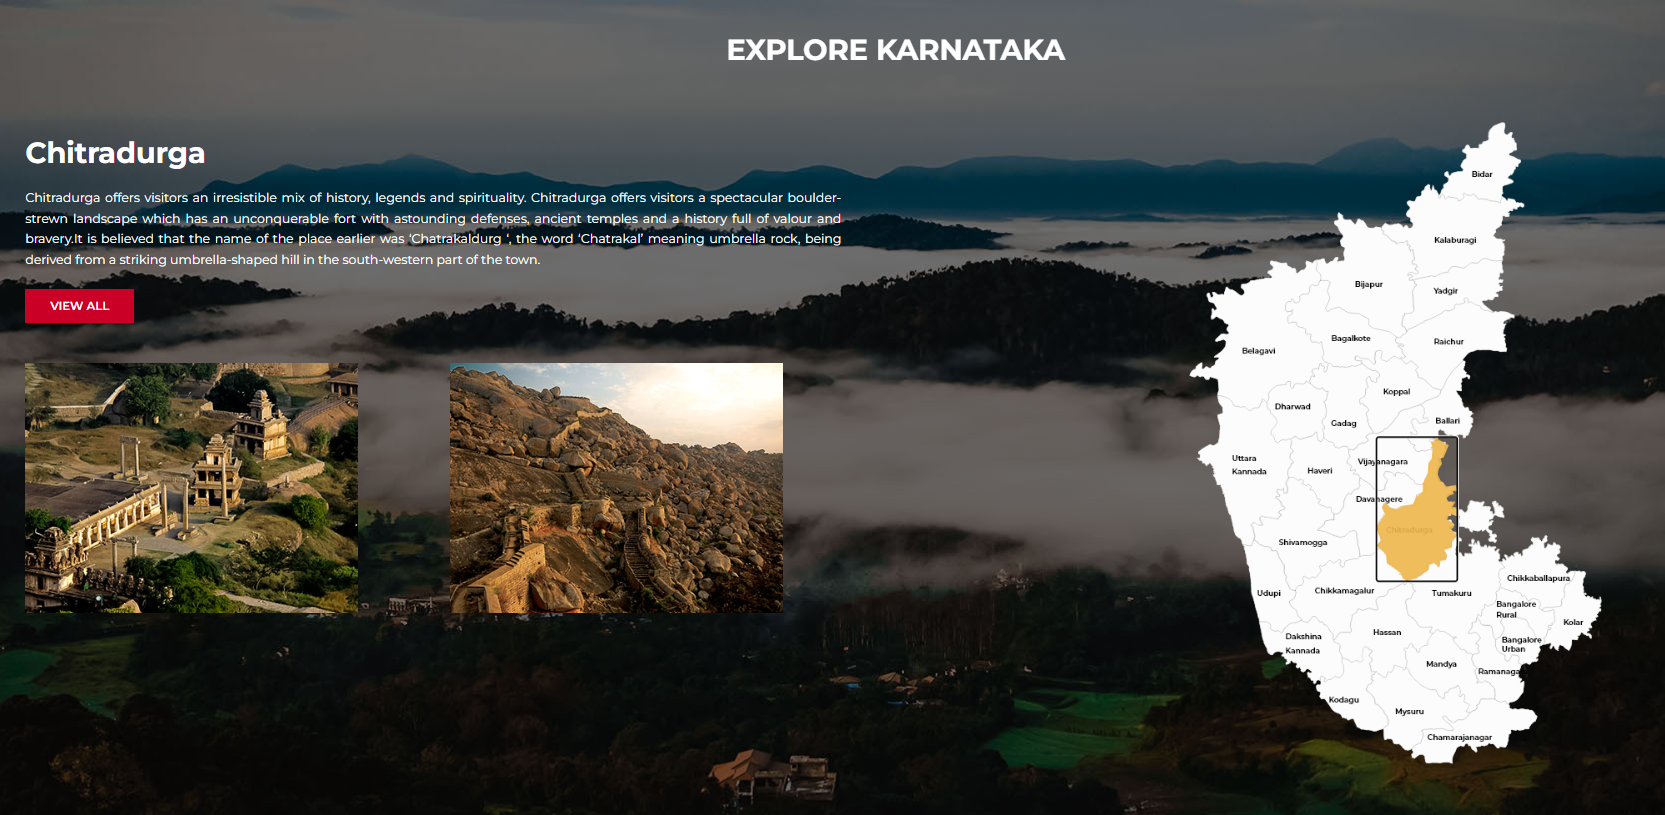 EXPLORE KARNATAKA
Chitradurga
Chitradurga offers visitors an irresistible mix of history, legends and spirituality. Chitradurga offers visitors a spectacular boulder-
strewn landscape which has an unconquerable fort with astounding defenses, ancient temples and a history full of valour and
bravery.It is believed that the name of the place earlier was ‘Chatrakaldurg ‘, the word ‘Chatrakal’ meaning umbrella rock, being
derived from a striking umbrella-shaped hill in the south-western part of the town.
VIEW ALL
Bidar
Kalaburagi
Bijapur
Yadgir
Bagalkote
Raichur
Belagavi
Koppal
Dharwad
Gadag
Ballari
Uttara
Kannada
Haveri
Vijayanagara
Davanagere
Chitradurga
Shivamogga
Chikkaballapura
Udupi
Chikkamagalur
Tumakuru
Bangalore
Rural
Kolar
Dakshina
Kannada
Hassan
Bangalore
Urban
Mandya
Ramanaga
Kodagu
Mysuru
Chamarajanagar